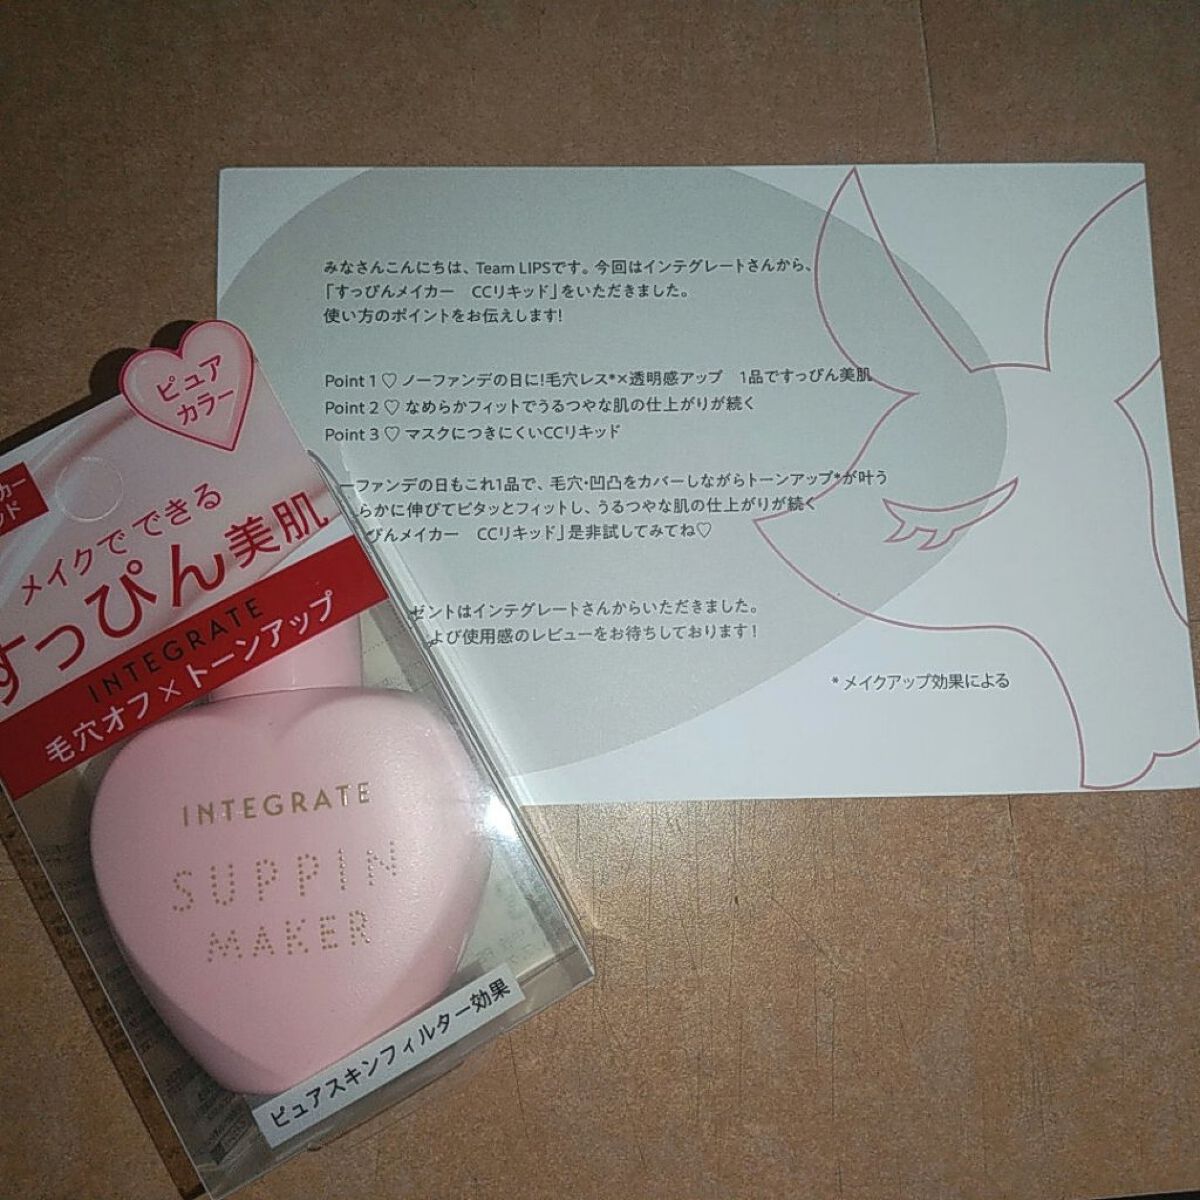 みなさんこんにちは、Team LIPSです。今回はインテグレートさんから、
「すっぴんメイカー　CCリキッド」をいただきました。
使い方のポイントをお伝えします!
Point 1 ♡ ノーファンデの日に!毛穴レス*×透明感アップ　1品ですっぴん美肌
Point 2 ♡ なめらかフィットでうるつやな肌の仕上がりが続く
Point 3 ♡ マスクにつきにくいCCリキッド
ーファンデの日もこれ1品で、毛穴・凹凸をカバーしながらトーンアップ*が叶う
らかに伸びてピタッとフィットし、うるつやな肌の仕上がりが続く
ぴんメイカー　CCリキッド」是非試してみてね♡
ゼントはインテグレートさんからいただきました。
よび使用感のレビューをお待ちしております!
* メイクアップ効果による
ピュア
カラー
カー
ッド
メイクでできる
すっぴん美肌
INTEGRATE
毛穴オフ×トーンアップ
INTEGRATE
SUPPIN
MAKER
ピュアスキンフィルター効果